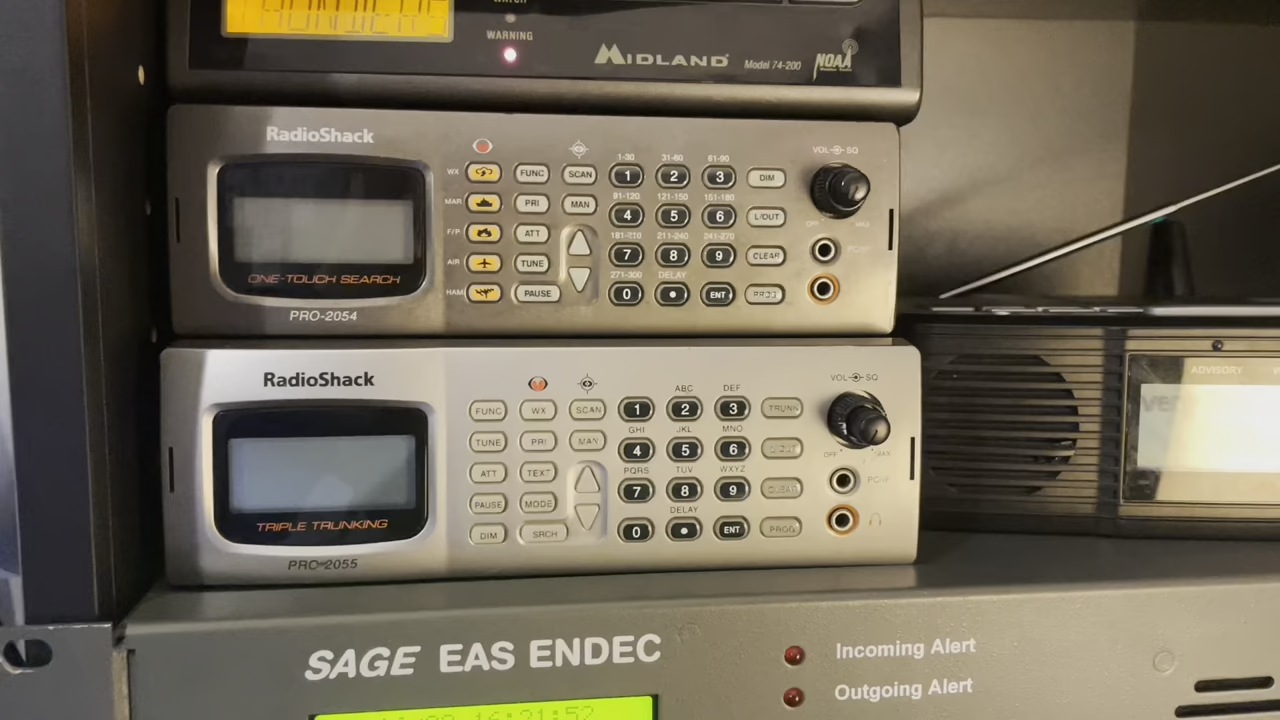 WARNING
MIDLAND
Model 74-200
NOAA
RadioShack
ONE-TOUCH SEARCH
PRO-2054
WX
MAR
F/P
AIR
HAM
FUNC
SCAN
PRI
MAN
ATT
TUNE
PAUSE
1-30 31-60 61-90
1 2 3
DIM
91-120 121-150 151-180
4 5 6
L/OUT
181-210 211-240 241-270
7 8 9
CLEAR
271-300 DELAY
0 • ENT
PROG
VOL SQ
OFF MAX
RadioShack
TRIPLE TRUNKING
PRO-2055
FUNC WX SCAN
TUNE PRI MAN
ATT TEXT
PAUSE MODE
DIM SRCH
ABC DEF
1 2 3
TRUNK
GHI JKL MNO
4 5 6
L/OUT
PQRS TUV WXYZ
7 8 9
CLEAR
DELAY
0 • ENT
PROG
VOL SQ
OFF MAX
PC/IF
ADVISORY
SAGE EAS ENDEC
Incoming Alert
Outgoing Alert
16:21:52